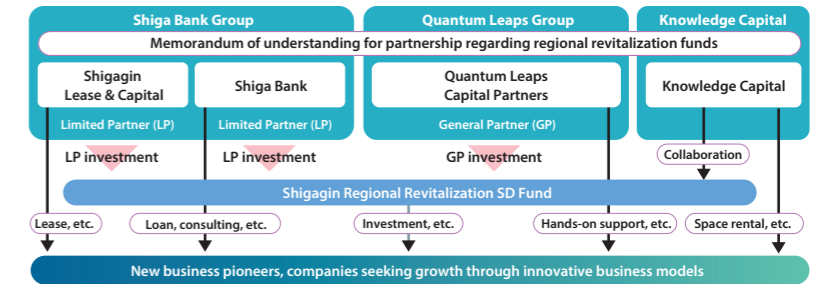 Shiga Bank Group
Quantum Leaps Group
Knowledge Capital
Memorandum of understanding for partnership regarding regional revitalization funds
Shigagin
Lease & Capital
Shiga Bank
Quantum Leaps
Capital Partners
Knowledge Capital
Limited Partner (LP)
Limited Partner (LP)
General Partner (GP)
LP investment
LP investment
GP investment
Collaboration
Shigagin Regional Revitalization SD Fund
Lease, etc.
Loan, consulting, etc.
Investment, etc.
Hands-on support, etc.
Space rental, etc.
New business pioneers, companies seeking growth through innovative business models